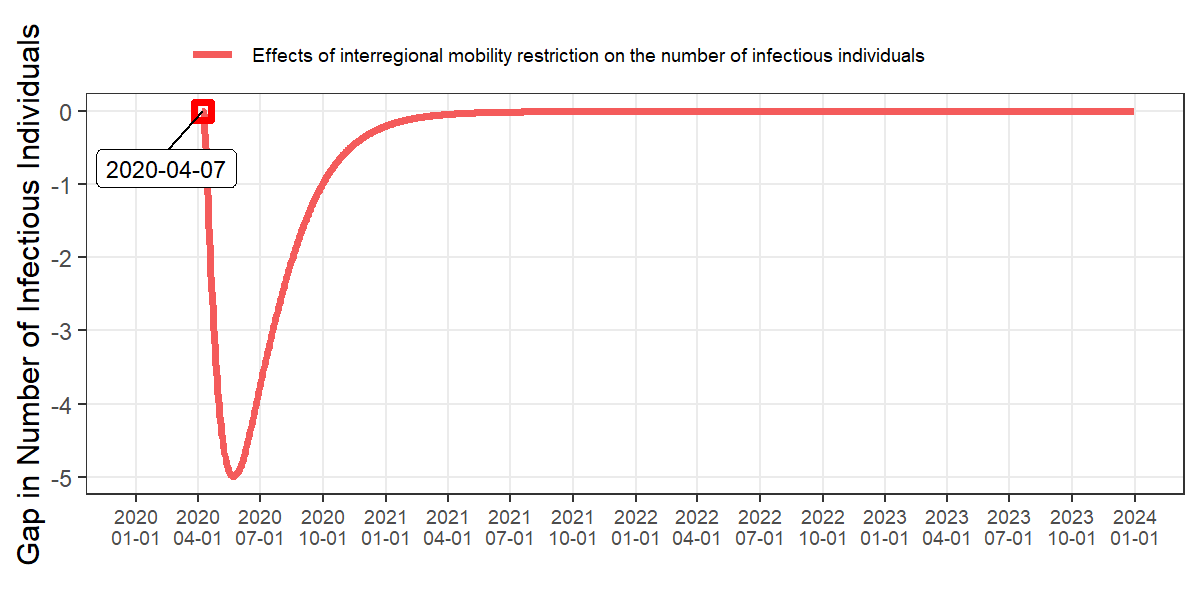 Effects of interregional mobility restriction on the number of infectious individuals
Gap in Number of Infectious Individuals
0
-1
-2
-3
-4
-5
2020-04-07
2020 2020 2020 2020 2021 2021 2021 2021 2022 2022 2022 2022 2023 2023 2023 2023 2024
01-01 04-01 07-01 10-01 01-01 04-01 07-01 10-01 01-01 04-01 07-01 10-01 01-01 04-01 07-01 10-01 01-01